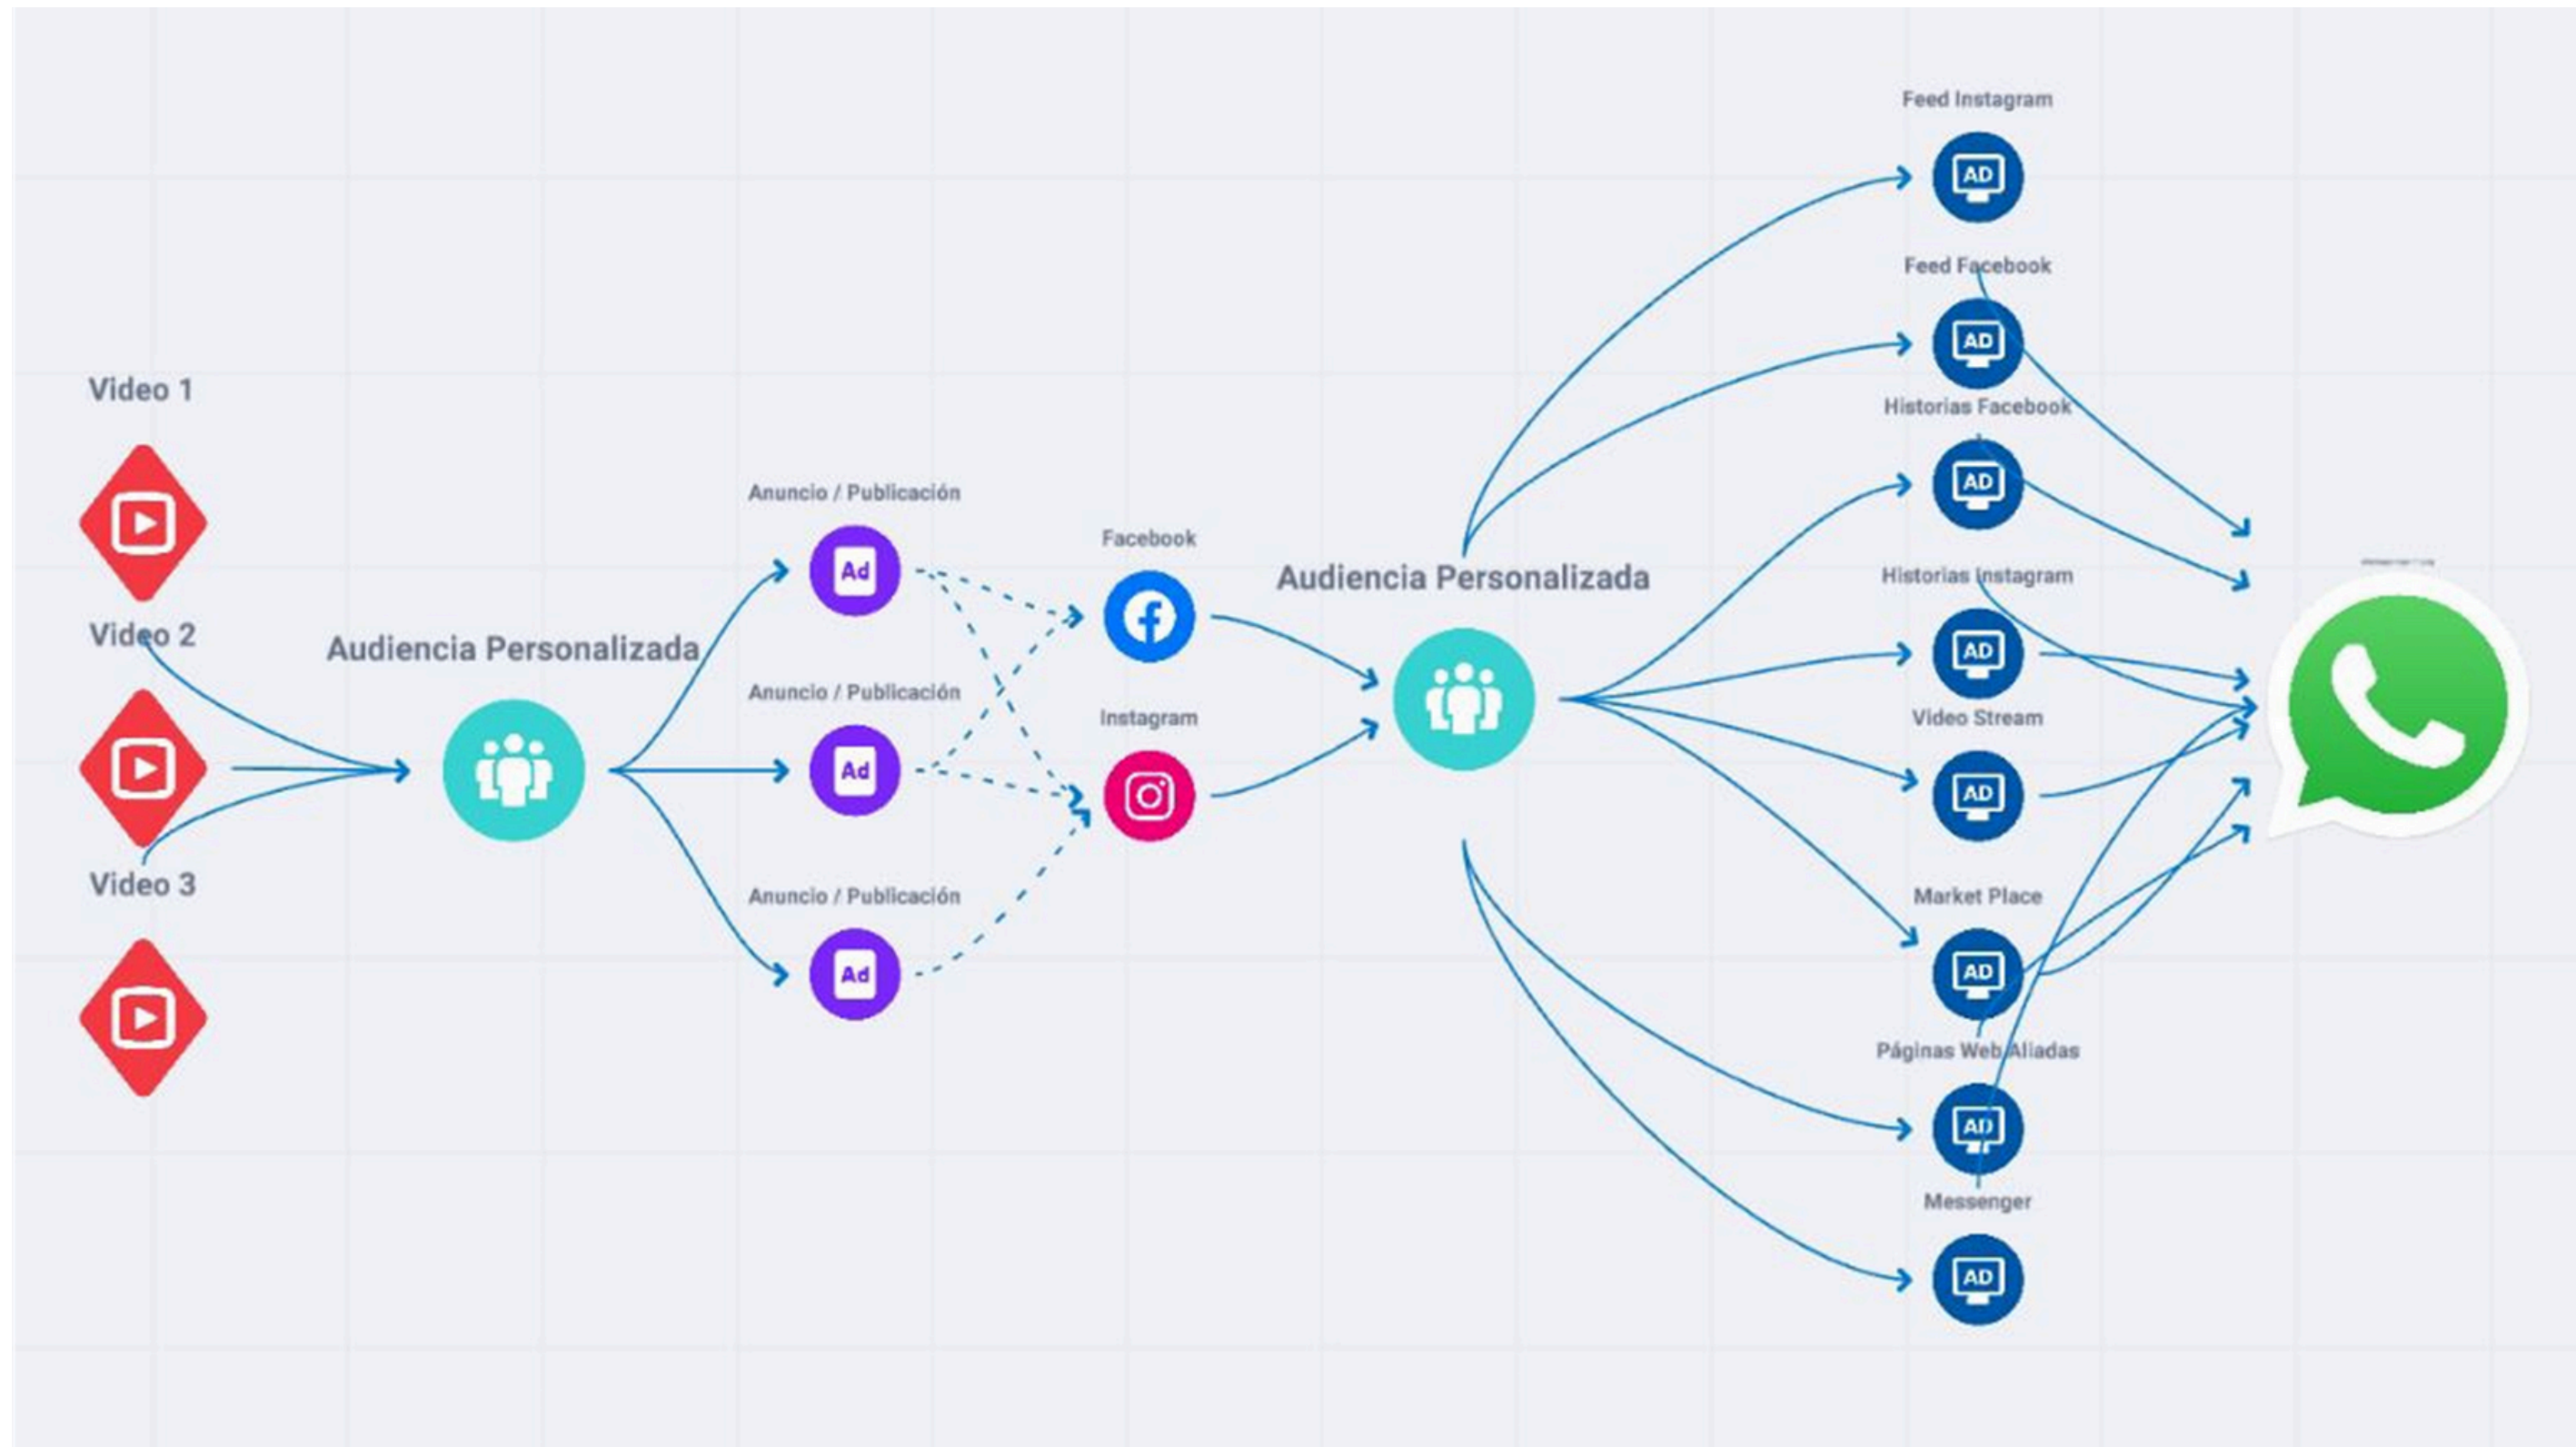 Video 1
Video 2
Video 3
Audiencia Personalizada
Anuncio / Publicación
Ad
Anuncio / Publicación
Ad
Anuncio / Publicación
Ad
Facebook
Instagram
Audiencia Personalizada
Feed Instagram
AD
Feed Facebook
AD
Historias Facebook
AD
Historias Instagram
AD
Video Stream
AD
Market Place
AD
Páginas Web Aliadas
AD
Messenger
AD